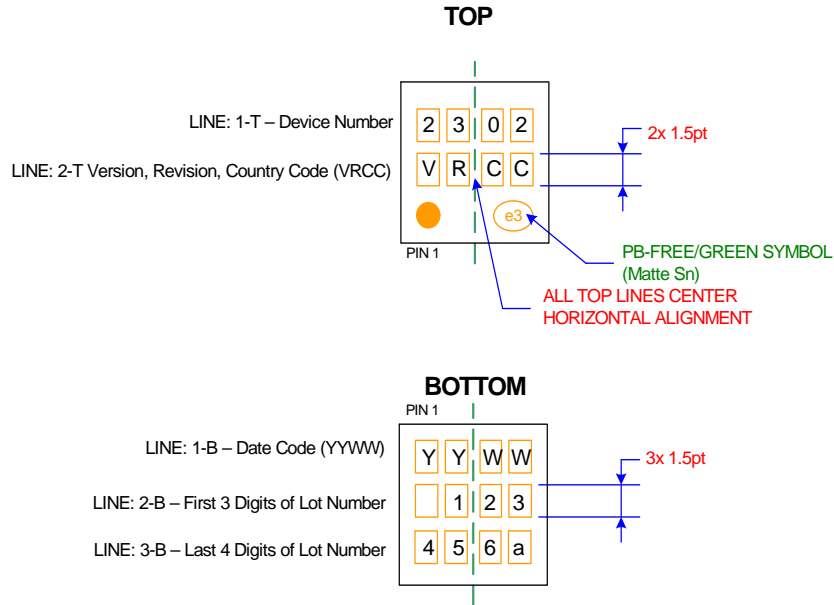 TOP
LINE: 1-T – Device Number
2 3 0 2
2x 1.5pt
LINE: 2-T Version, Revision, Country Code (VRCC)
V R C C
e3
PIN 1
PB-FREE/GREEN SYMBOL
(Matte Sn)
ALL TOP LINES CENTER
HORIZONTAL ALIGNMENT
BOTTOM
PIN 1
LINE: 1-B – Date Code (YYWW)
Y Y W W
3x 1.5pt
LINE: 2-B – First 3 Digits of Lot Number
1 2 3
LINE: 3-B – Last 4 Digits of Lot Number
4 5 6 a